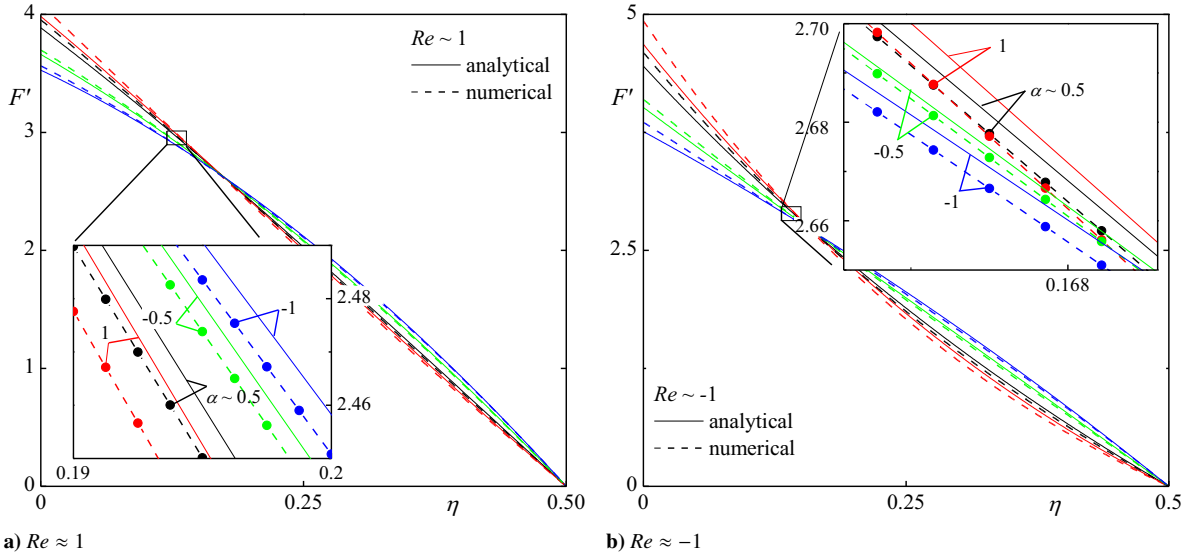 4
F′
3
2
1
0
0
0.25
η
0.50
Re ~ 1
analytical
numerical
2.48
2.46
0.19
0.2
1
-0.5
-1
α ~ 0.5
a) Re ≈ 1
5
F′
2.5
0
0
0.25
η
0.5
Re ~ -1
analytical
numerical
2.70
2.68
2.66
0.168
1
α ~ 0.5
-0.5
-1
b) Re ≈ −1